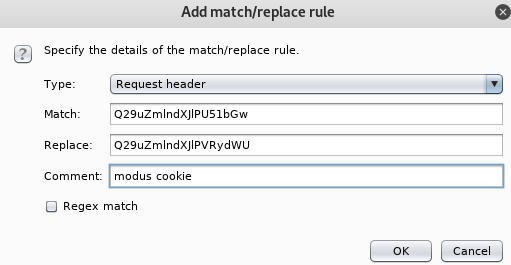 Add match/replace rule
?
Specify the details of the match/replace rule.
Type: Request header
Match: Q29uZmlndXJlPU51bGw
Replace: Q29uZmlndXJlPVRydWU
Comment: modus cookie
Regex match
OK Cancel